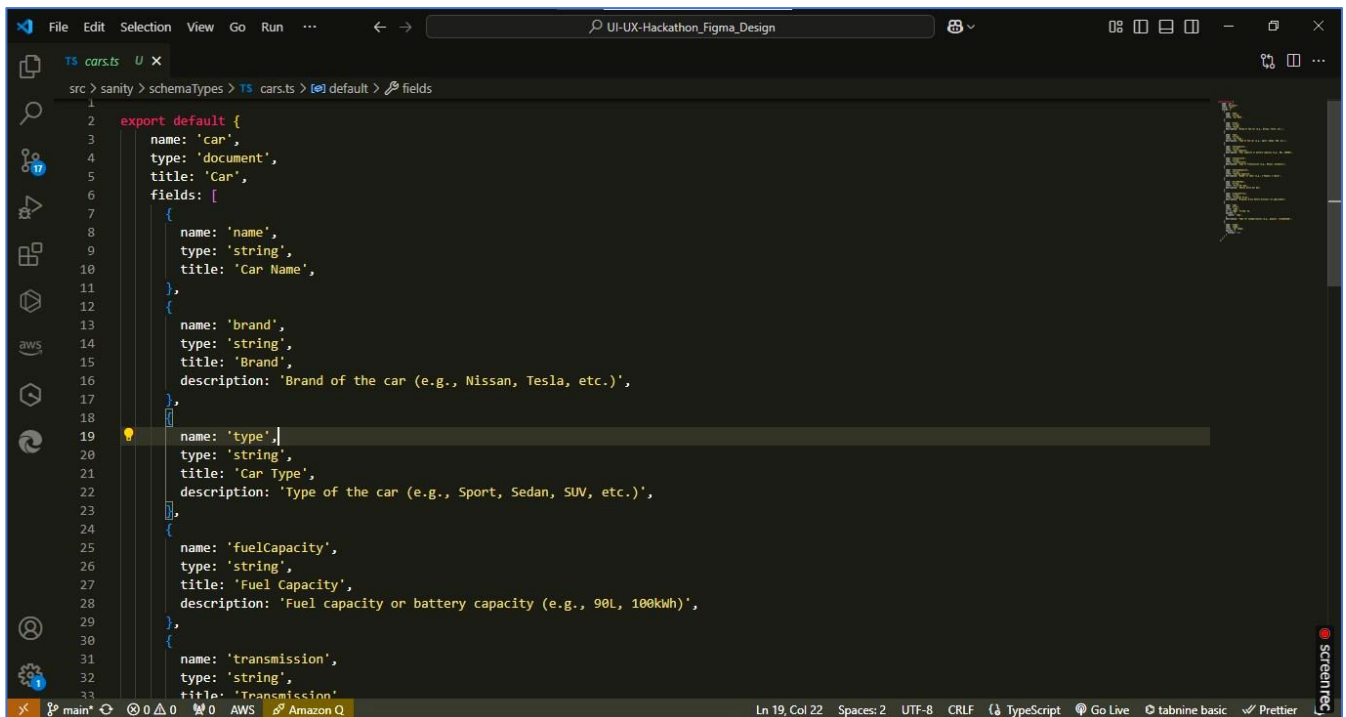 File Edit Selection View Go Run ··· ← → UI-UX-Hackathon_Figma_Design
TS cars.ts U ×
src > sanity > schemaTypes > TS cars.ts > default > fields
1
2 export default {
3 name: 'car',
4 type: 'document',
5 title: 'Car',
6 fields: [
7 {
8 name: 'name',
9 type: 'string',
10 title: 'Car Name',
11 },
12 {
13 name: 'brand',
14 type: 'string',
15 title: 'Brand',
16 description: 'Brand of the car (e.g., Nissan, Tesla, etc.)',
17 },
18 {
19 name: 'type',
20 type: 'string',
21 title: 'Car Type',
22 description: 'Type of the car (e.g., Sport, Sedan, SUV, etc.)',
23 },
24 {
25 name: 'fuelCapacity',
26 type: 'string',
27 title: 'Fuel Capacity',
28 description: 'Fuel capacity or battery capacity (e.g., 90L, 100kWh)',
29 },
30 {
31 name: 'transmission',
32 type: 'string',
33 title: 'Transmission'
17
aws
1
main* 0 0 0 AWS Amazon Q Ln 19, Col 22 Spaces: 2 UTF-8 CRLF TypeScript Go Live tabnine basic Prettier
screenrec